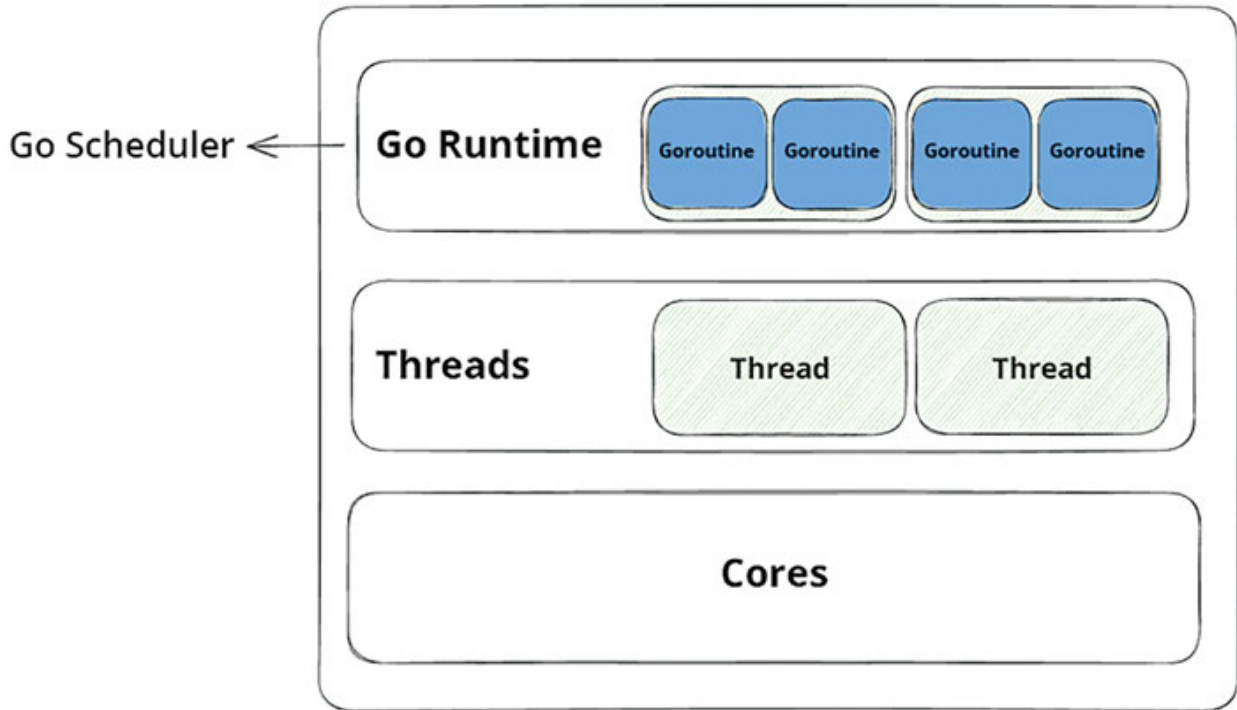 Go Scheduler
Go Runtime
Goroutine
Goroutine
Goroutine
Goroutine
Threads
Thread
Thread
Cores